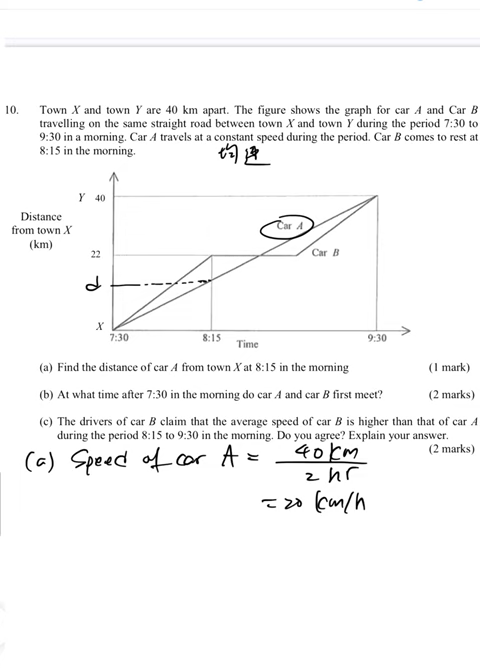 10. Town X and town Y are 40 km apart. The figure shows the graph for car A and Car B
travelling on the same straight road between town X and town Y during the period 7:30 to
9:30 in a morning. Car A travels at a constant speed during the period. Car B comes to rest at
8:15 in the morning.
均速
Y 40
Distance
from town X
(km)
Car A
22
Car B
d
X
7:30 8:15 9:30
Time
(a) Find the distance of car A from town X at 8:15 in the morning (1 mark)
(b) At what time after 7:30 in the morning do car A and car B first meet? (2 marks)
(c) The drivers of car B claim that the average speed of car B is higher than that of car A
during the period 8:15 to 9:30 in the morning. Do you agree? Explain your answer.
(2 marks)
(a) Speed of car A = 40 km / 2 hr
= 20 km/h